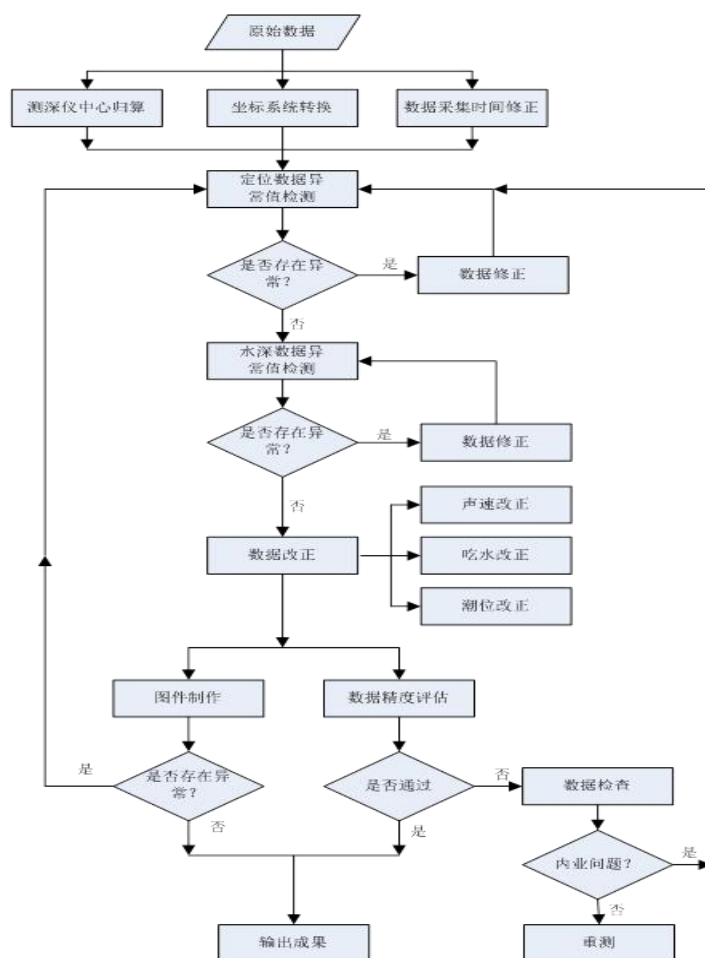 原始数据
测深仪中心归算
坐标系统转换
数据采集时间修正
定位数据异
常值检测
是否存在异
常?
是
数据修正
否
水深数据异
常值检测
是否存在异
常?
是
数据修正
否
声速改正
数据改正
吃水改正
潮位改正
图件制作
数据精度评估
是
是否存在异
常?
是否通过
否
数据检查
否
是
内业问题?
是
否
输出成果
重测